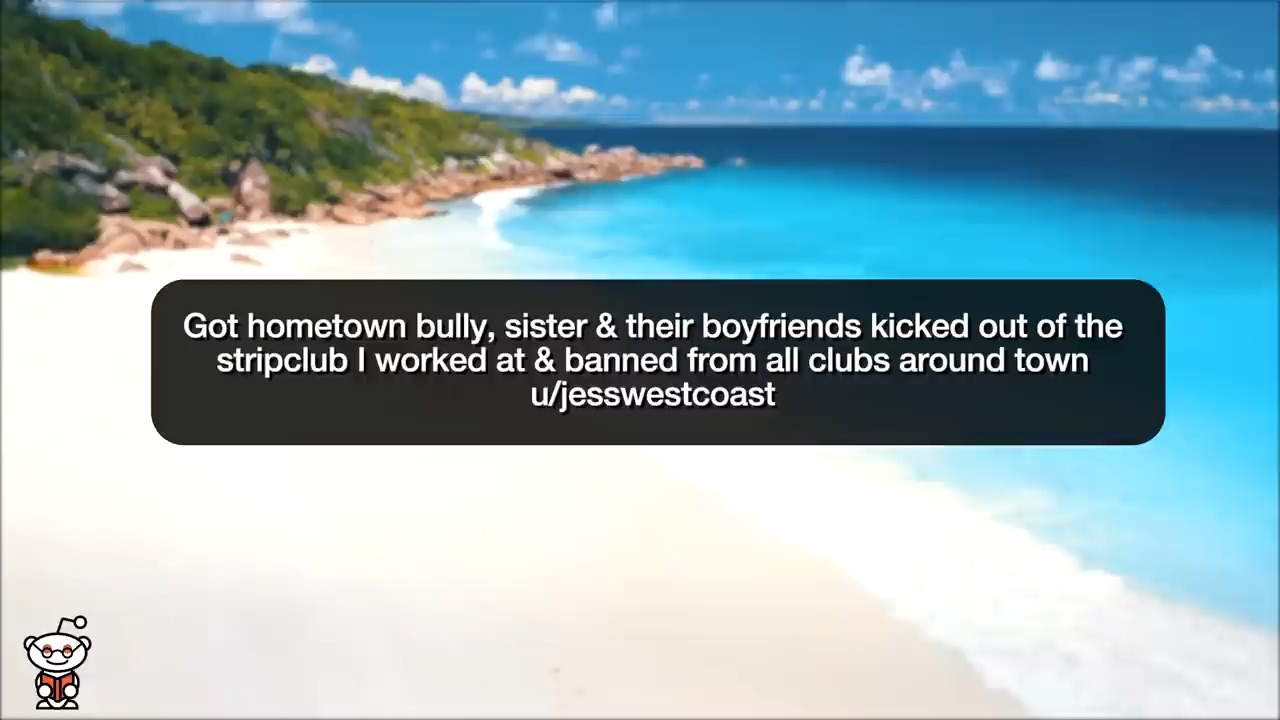 Got hometown bully, sister & their boyfriends kicked out of the
stripclub I worked at & banned from all clubs around town
u/jesswestcoast